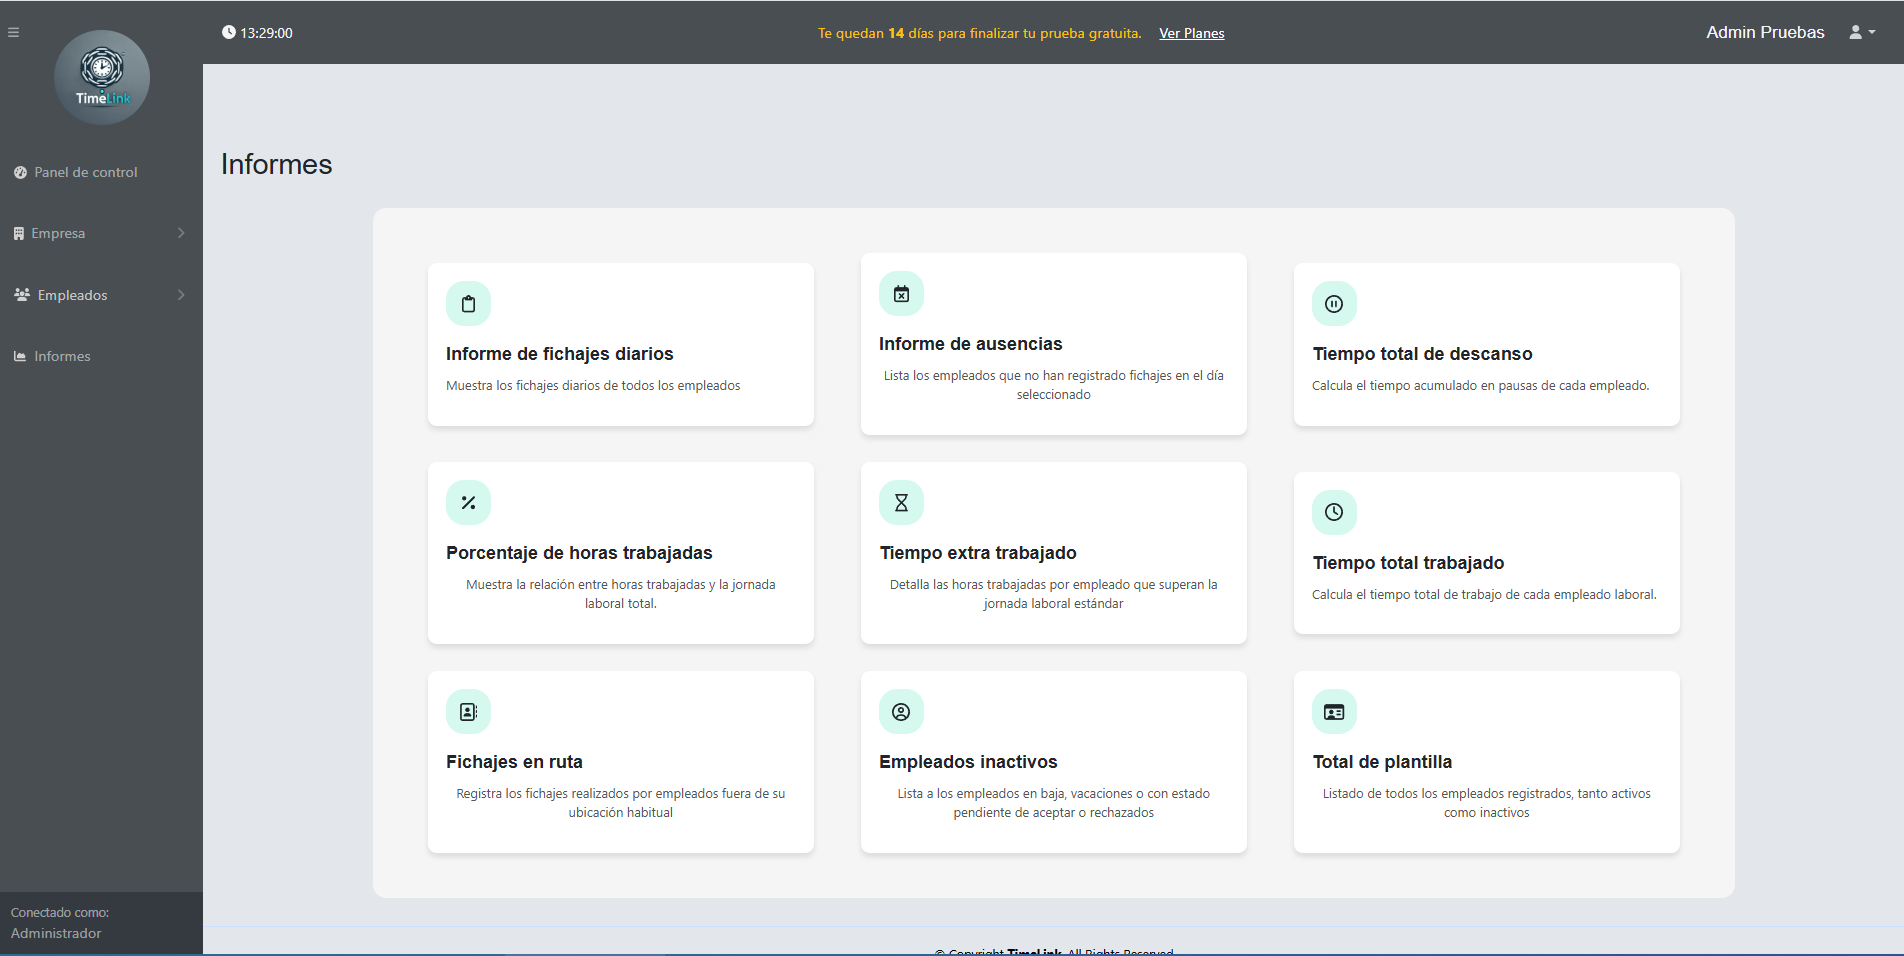 13:29:00
Te quedan 14 días para finalizar tu prueba gratuita. Ver Planes
Admin Pruebas
TimeLink
Panel de control
Empresa
Empleados
Informes
Conectado como:
Administrador
Informes
Informe de fichajes diarios
Muestra los fichajes diarios de todos los empleados
Informe de ausencias
Lista los empleados que no han registrado fichajes en el día
seleccionado
Tiempo total de descanso
Calcula el tiempo acumulado en pausas de cada empleado.
Porcentaje de horas trabajadas
Muestra la relación entre horas trabajadas y la jornada
laboral total.
Tiempo extra trabajado
Detalla las horas trabajadas por empleado que superan la
jornada laboral estándar
Tiempo total trabajado
Calcula el tiempo total de trabajo de cada empleado laboral.
Fichajes en ruta
Registra los fichajes realizados por empleados fuera de su
ubicación habitual
Empleados inactivos
Lista a los empleados en baja, vacaciones o con estado
pendiente de aceptar o rechazados
Total de plantilla
Listado de todos los empleados registrados, tanto activos
como inactivos
© Copyright TimeLink. All Rights Reserved